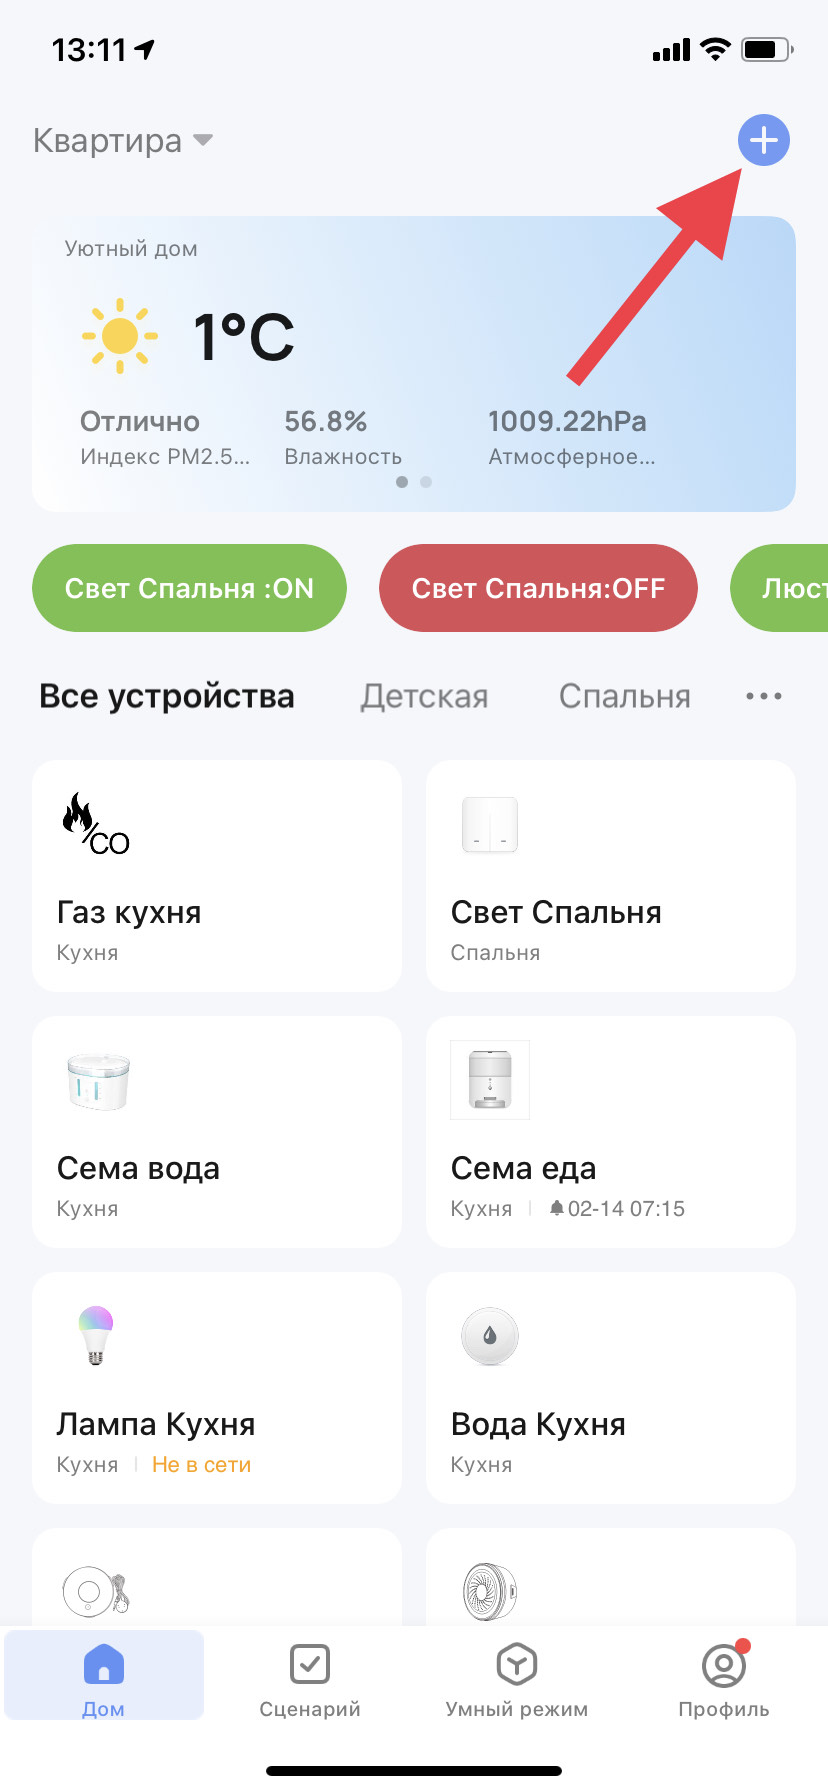 13:11
Квартира
Уютный дом
1°C
Отлично 56.8% 1009.22hPa
Индекс PM2.5... Влажность Атмосферное...
Свет Спальня :ON Свет Спальня:OFF Люст
Все устройства Детская Спальня ...
CO
Газ кухня Свет Спальня
Кухня Спальня
Сема вода Сема еда
Кухня Кухня 02-14 07:15
Лампа Кухня Вода Кухня
Кухня Не в сети Кухня
Дом Сценарий Умный режим Профиль